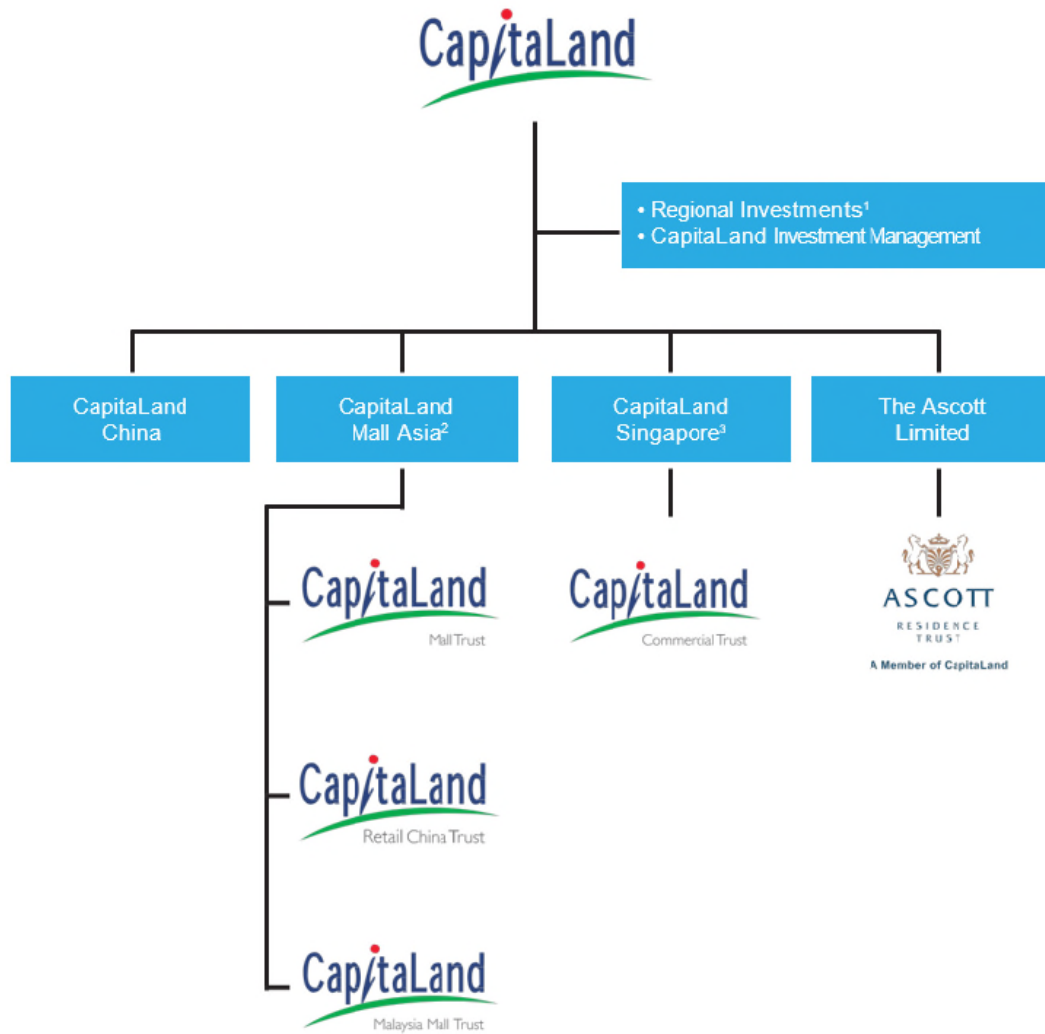 CapitaLand
• Regional Investments¹
• CapitaLand Investment Management
CapitaLand
China
CapitaLand
Mall Asia²
CapitaLand
Singapore³
The Ascott
Limited
CapitaLand
Mall Trust
CapitaLand
Commercial Trust
ASCOTT
RESIDENCE
TRUST
A Member of CapitaLand
CapitaLand
Retail China Trust
CapitaLand
Malaysia Mall Trust